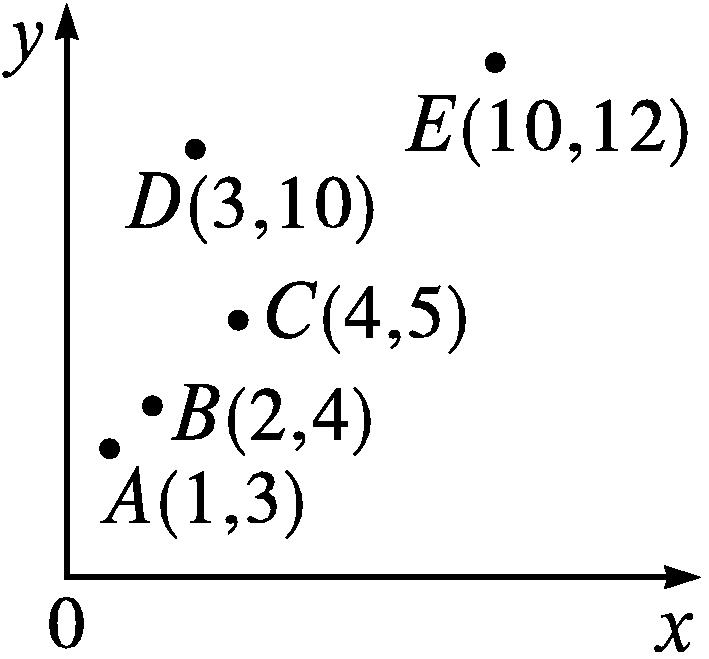 y
E(10,12)
D(3,10)
C(4,5)
B(2,4)
A(1,3)
0
x